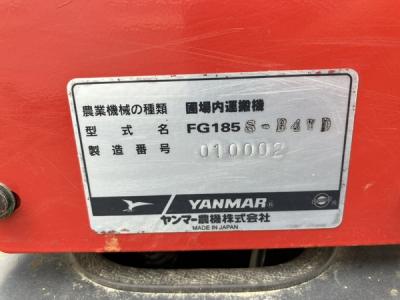 農業機械の種類 圃場内運搬機
型式名 FG185S-B4YD
製造番号 010002
YANMAR
ヤンマー農機株式会社
MADE IN JAPAN